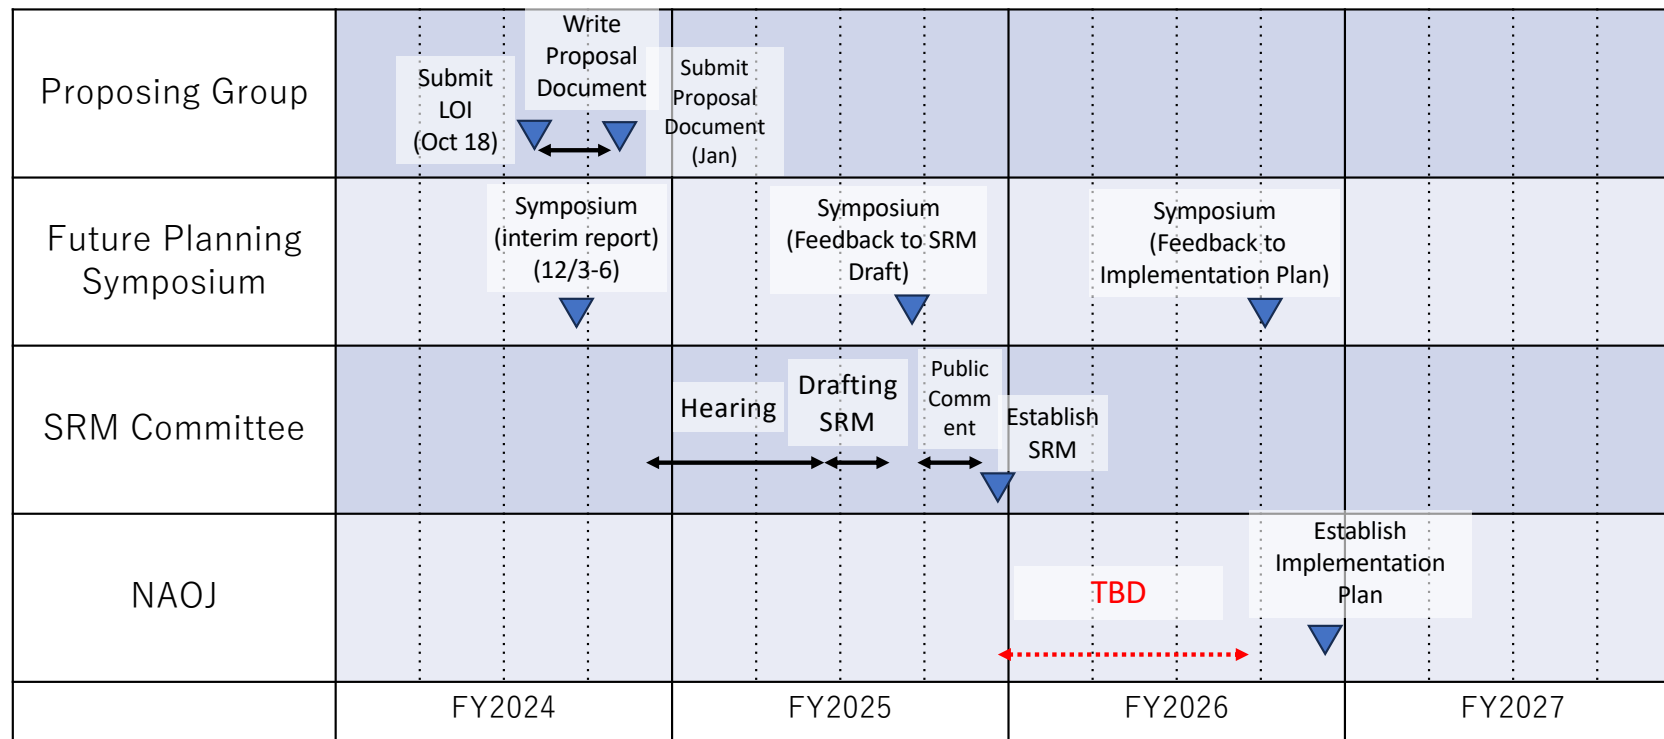 Proposing Group
Submit
LOI
(Oct 18)
Write
Proposal
Document
Submit
Proposal
Document
(Jan)
Future Planning
Symposium
Symposium
(interim report)
(12/3-6)
Symposium
(Feedback to SRM
Draft)
Symposium
(Feedback to
Implementation Plan)
SRM Committee
Hearing
Drafting
SRM
Public
Comm
ent
Establish
SRM
NAOJ
TBD
Establish
Implementation
Plan
FY2024
FY2025
FY2026
FY2027